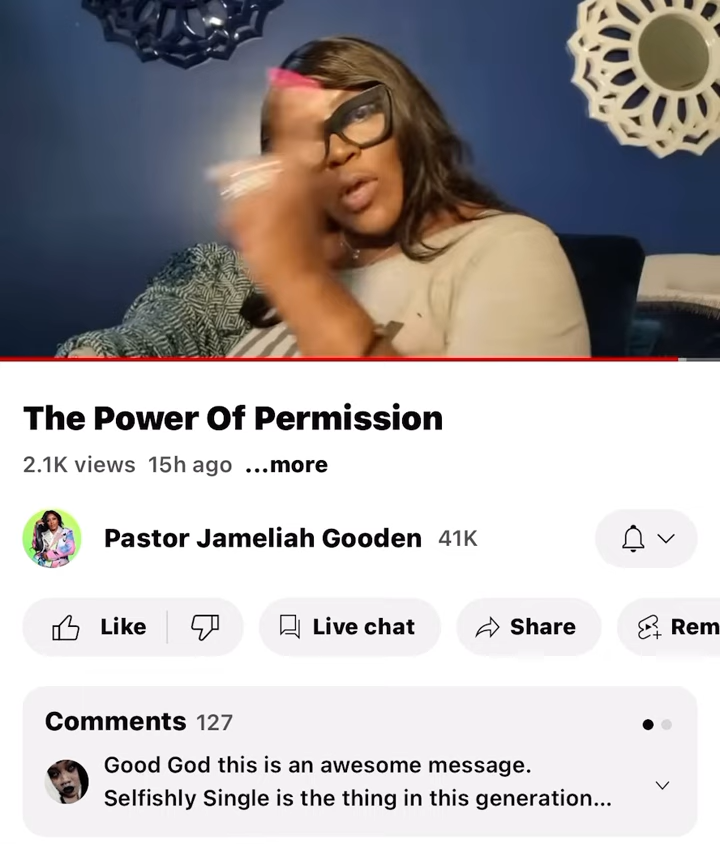 The Power Of Permission
2.1K views 15h ago ...more
Pastor Jameliah Gooden 41K
Like
Live chat
Share
Rem
Comments 127
Good God this is an awesome message.
Selfishly Single is the thing in this generation...